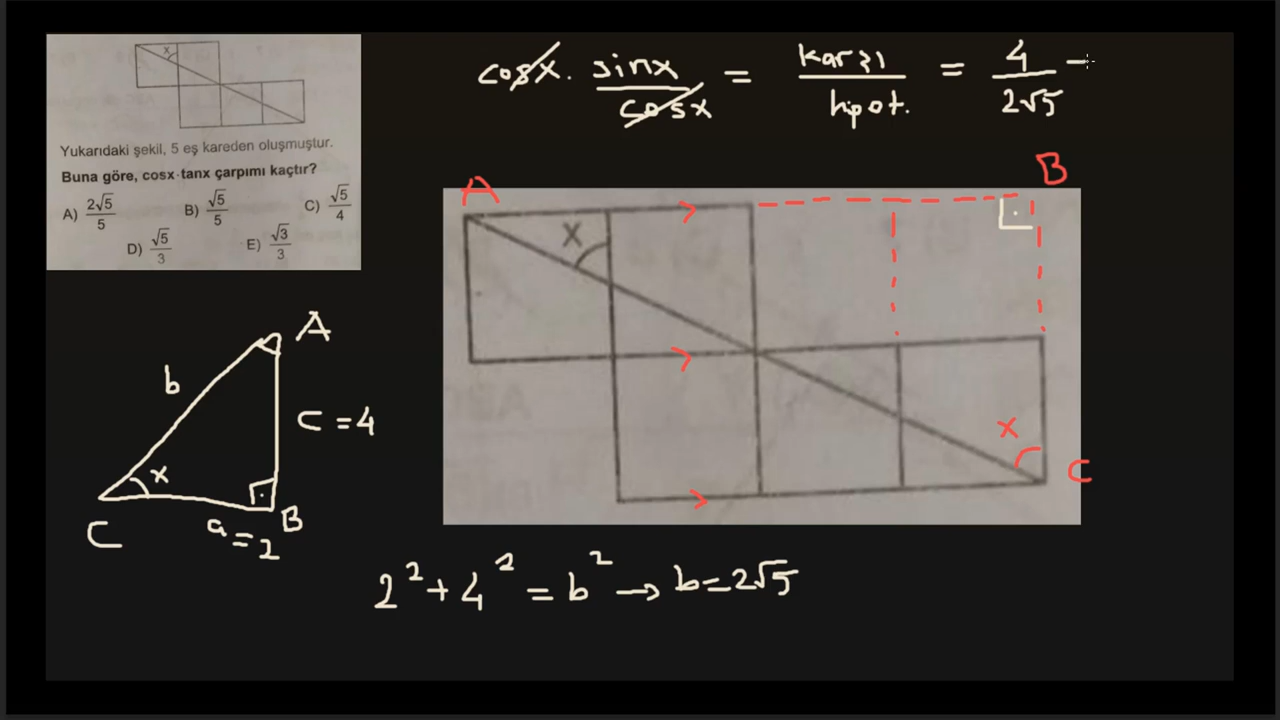 x
Yukarıdaki şekil, 5 eş kareden oluşmuştur.
Buna göre, cosx·tanx çarpımı kaçtır?
A) 2√5/5 B) √5/5 C) √5/4
D) √5/3 E) √3/3
cosx. sinx/cosx = karşı/hipot. = 4/2√5
A
B
x
x
C
A
b
C = 4
x
C
a = 2
B
2² + 4² = b² → b = 2√5